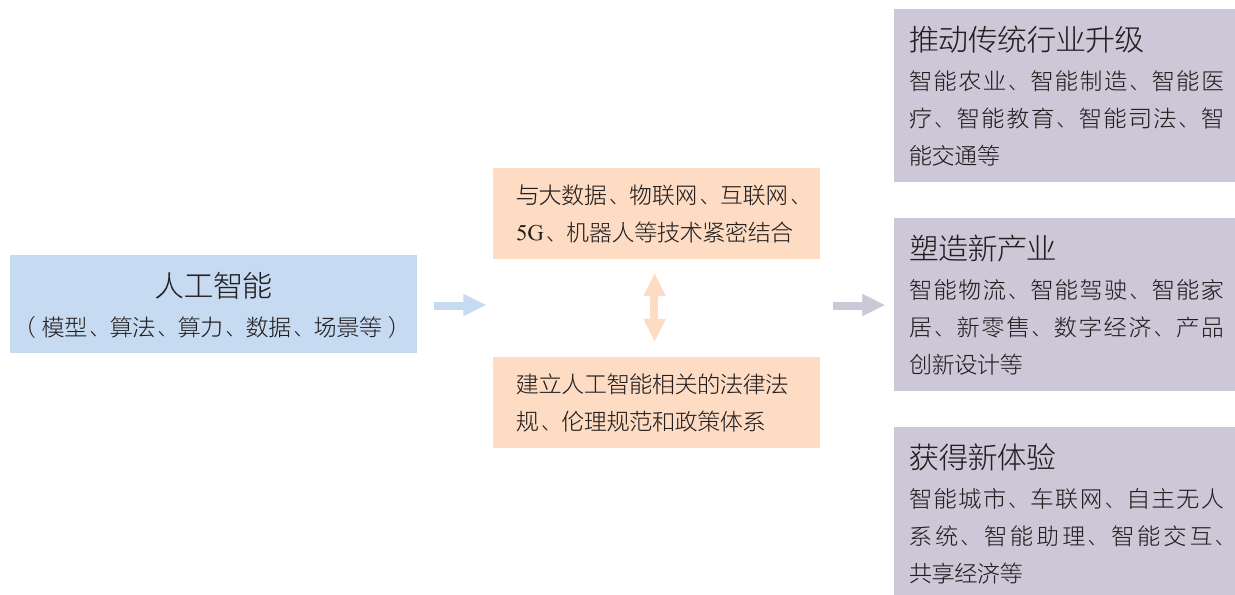 人工智能
（模型、算法、算力、数据、场景等）
与大数据、物联网、互联网、
5G、机器人等技术紧密结合
建立人工智能相关的法律法
规、伦理规范和政策体系
推动传统行业升级
智能农业、智能制造、智能医
疗、智能教育、智能司法、智
能交通等
塑造新产业
智能物流、智能驾驶、智能家
居、新零售、数字经济、产品
创新设计等
获得新体验
智能城市、车联网、自主无人
系统、智能助理、智能交互、
共享经济等